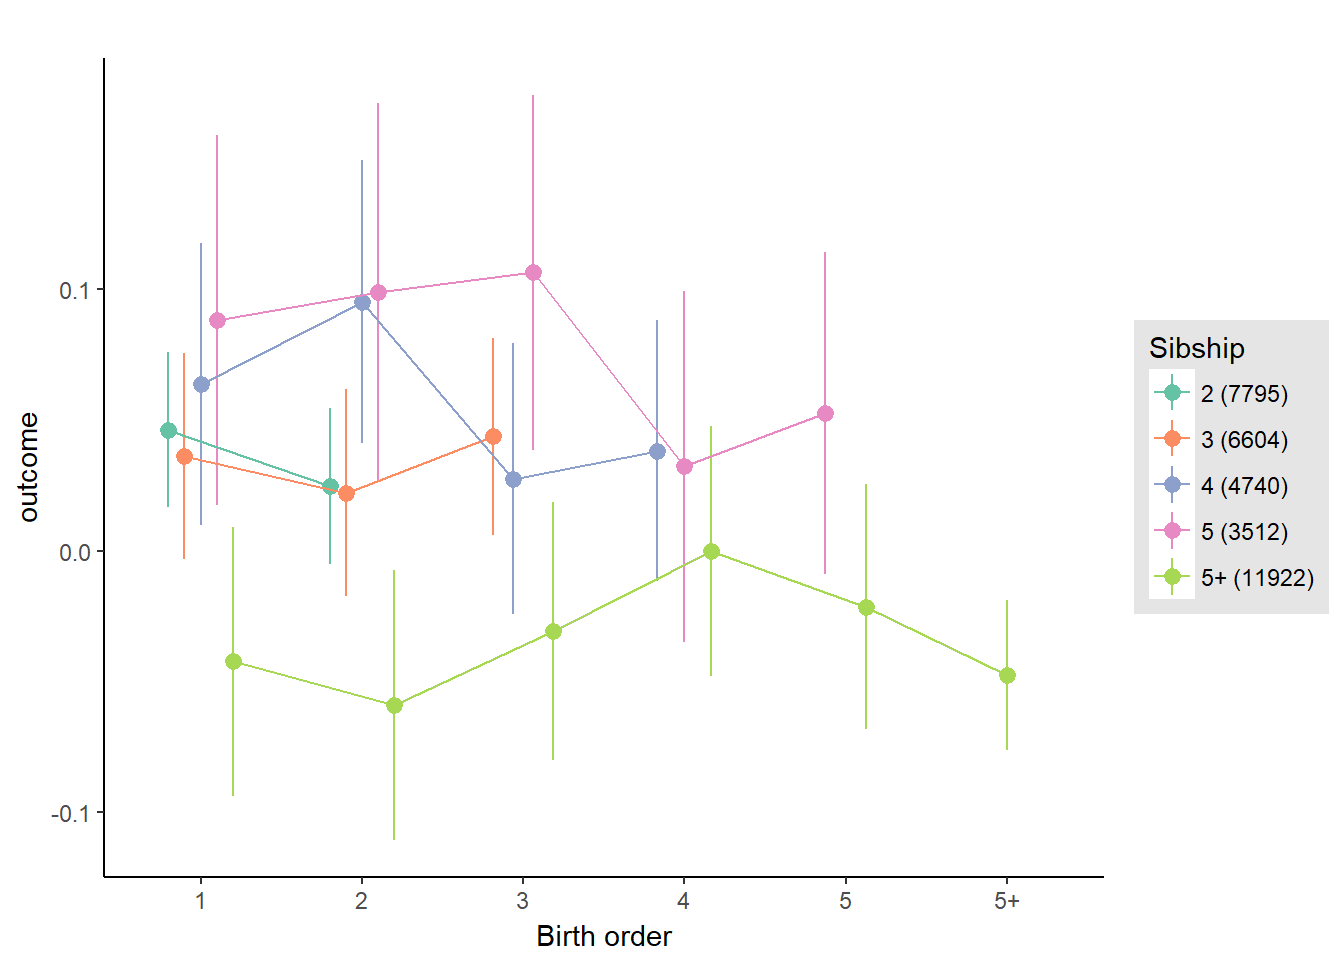 outcome
0.1
0.0
-0.1
1 2 3 4 5 5+
Birth order
Sibship
2 (7795)
3 (6604)
4 (4740)
5 (3512)
5+ (11922)